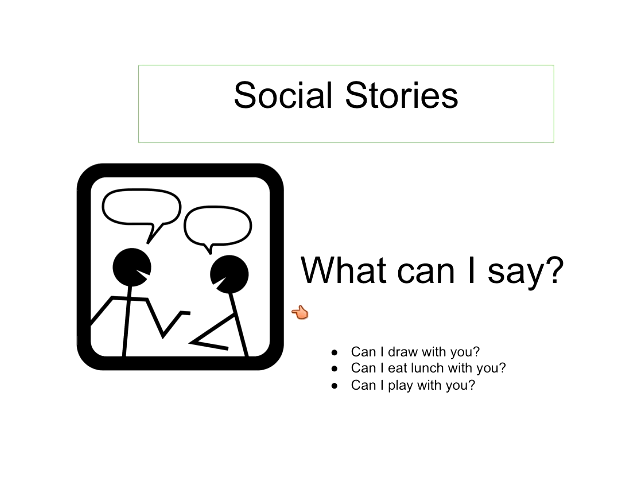 Social Stories
What can I say?
● Can I draw with you?
● Can I eat lunch with you?
● Can I play with you?